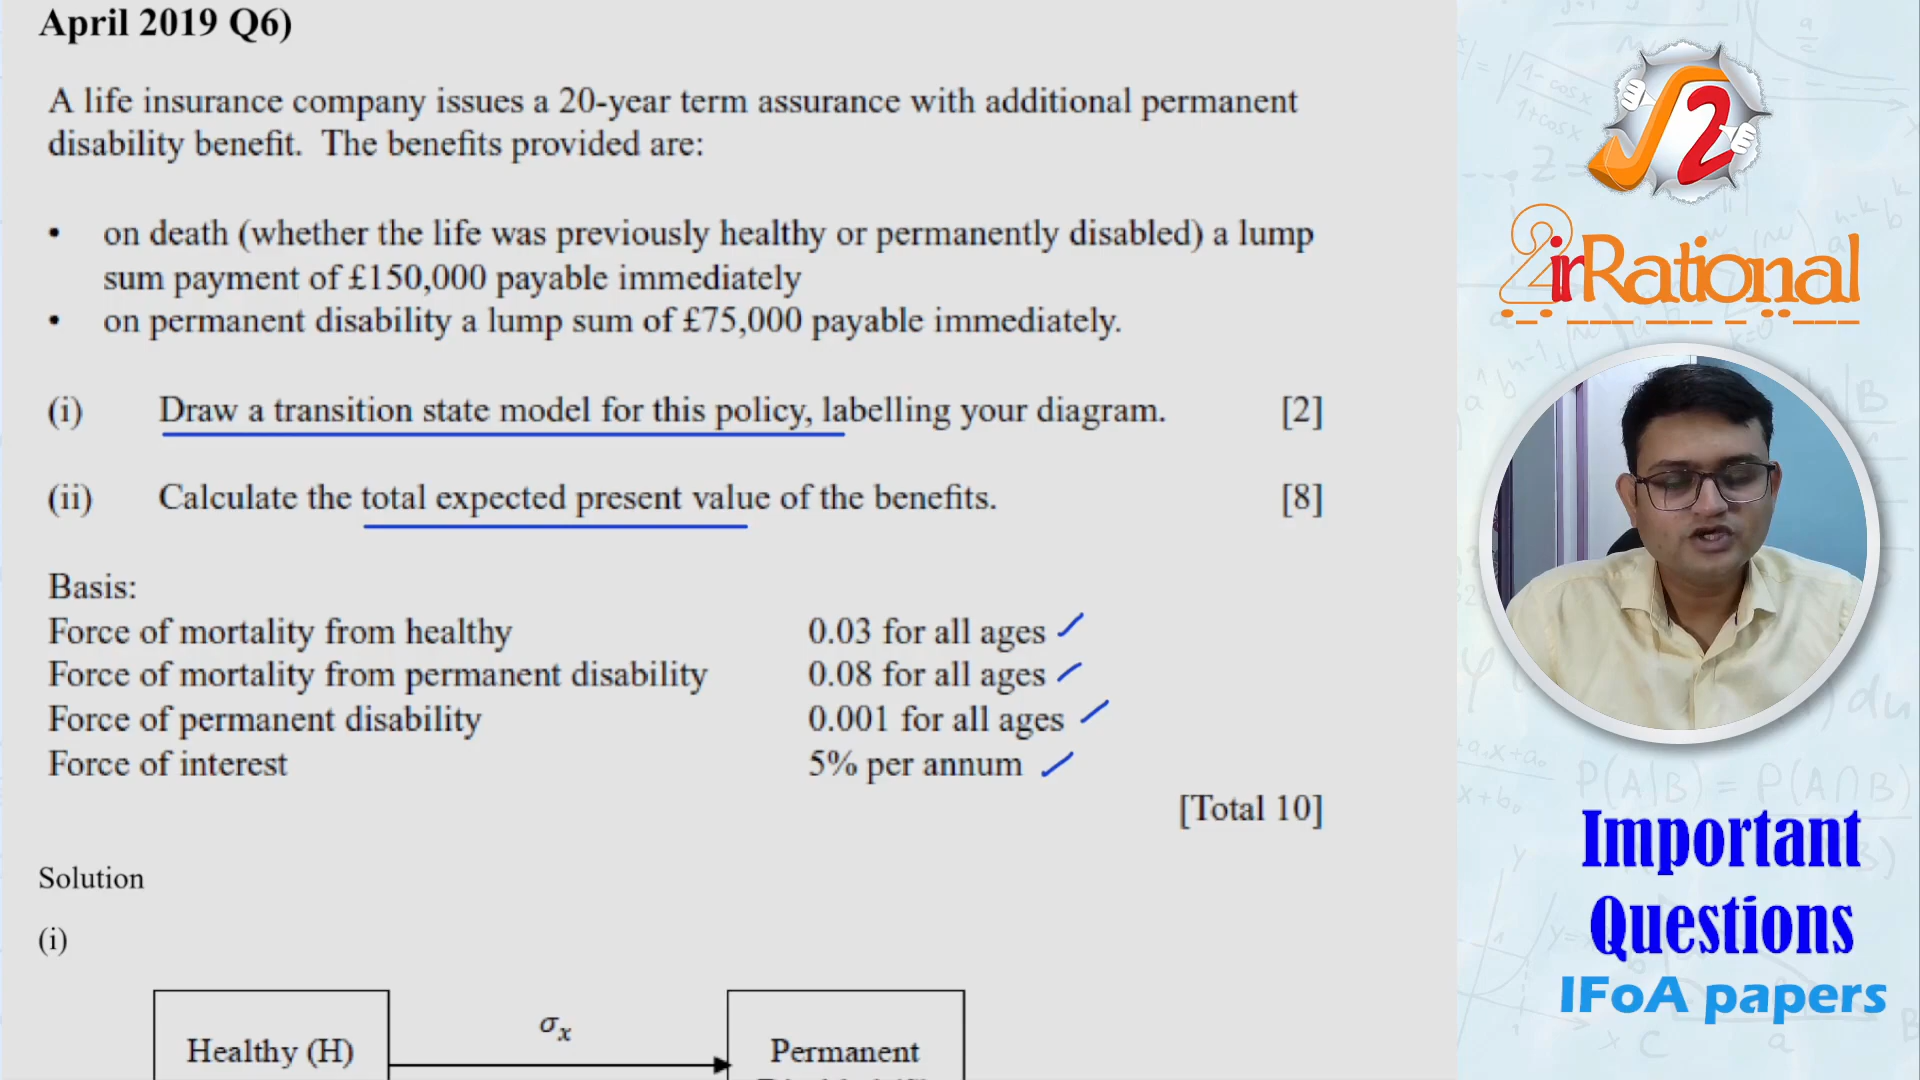 April 2019 Q6)
A life insurance company issues a 20-year term assurance with additional permanent
disability benefit. The benefits provided are:
• on death (whether the life was previously healthy or permanently disabled) a lump
sum payment of £150,000 payable immediately
• on permanent disability a lump sum of £75,000 payable immediately.
(i) Draw a transition state model for this policy, labelling your diagram. [2]
(ii) Calculate the total expected present value of the benefits. [8]
Basis:
Force of mortality from healthy 0.03 for all ages
Force of mortality from permanent disability 0.08 for all ages
Force of permanent disability 0.001 for all ages
Force of interest 5% per annum
[Total 10]
Solution
(i)
Healthy (H)
σx
Permanent
√2
2irRational
Important
Questions
IFoA papers
P(A|B) = P(A∩B)